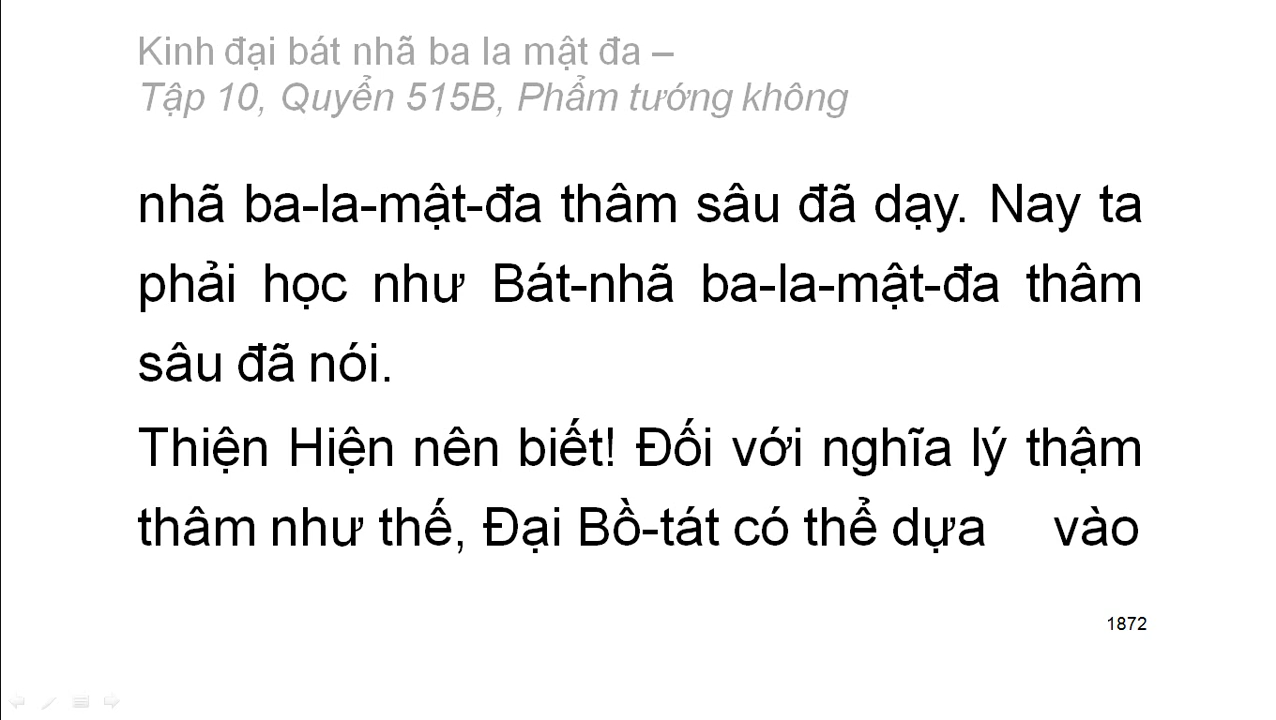 Kinh đại bát nhã ba la mật đa –
Tập 10, Quyển 515B, Phẩm tướng không
nhã ba-la-mật-đa thâm sâu đã dạy. Nay ta
phải học như Bát-nhã ba-la-mật-đa thâm
sâu đã nói.
Thiện Hiện nên biết! Đối với nghĩa lý thậm
thâm như thế, Đại Bồ-tát có thể dựa vào
1872